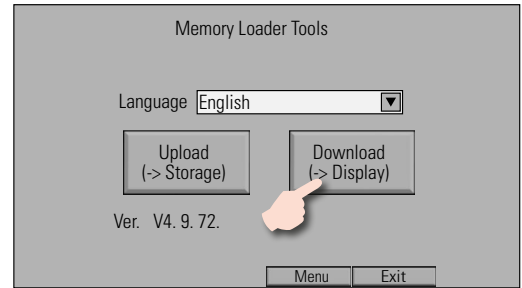 Memory Loader Tools
Language English
Upload
(-> Storage)
Download
(-> Display)
Ver. V4. 9. 72.
Menu Exit